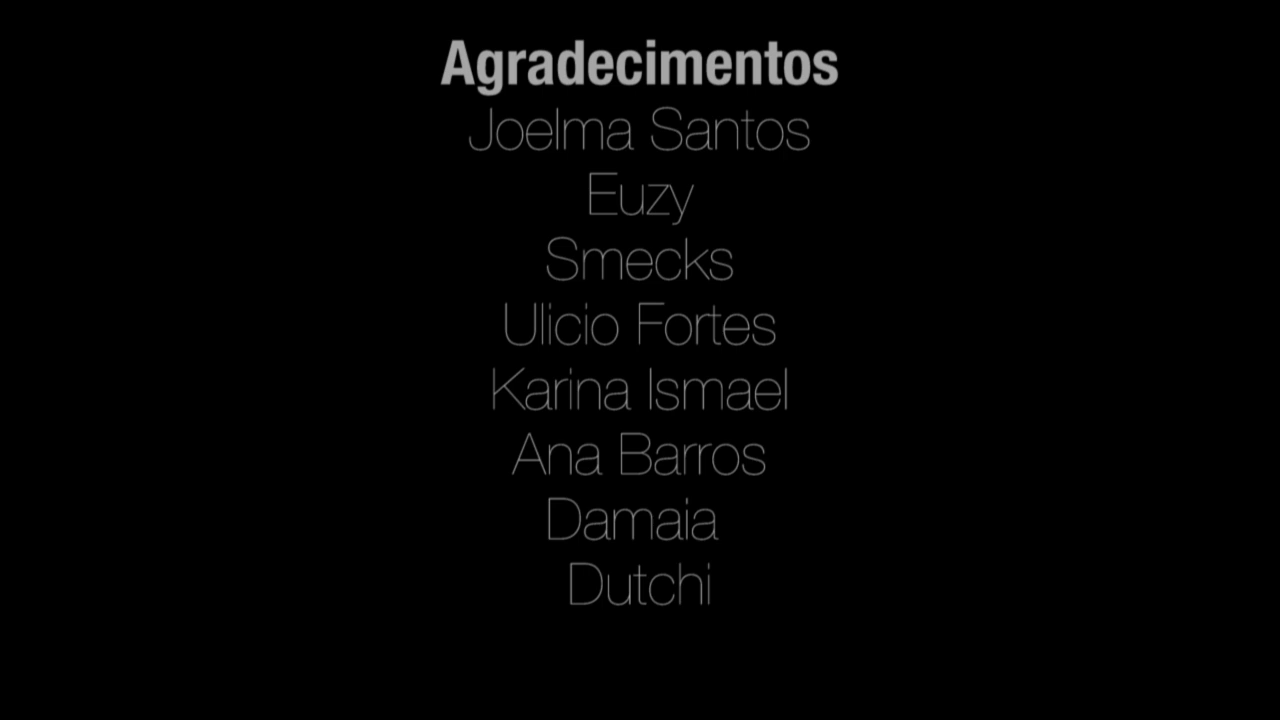 Agradecimentos
Joelma Santos
Euzy
Smecks
Ulicio Fortes
Karina Ismael
Ana Barros
Damaia
Dutchi